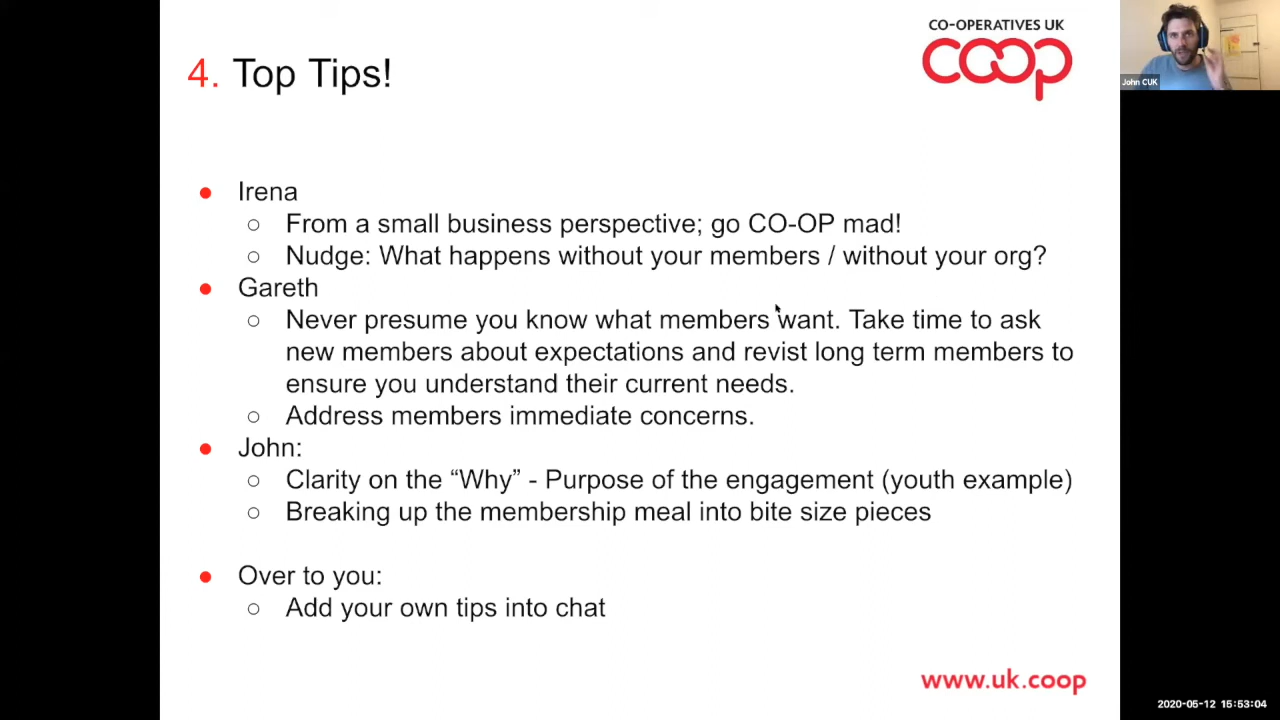 CO-OPERATIVES UK
coop
4. Top Tips!
John CUK
● Irena
○ From a small business perspective; go CO-OP mad!
○ Nudge: What happens without your members / without your org?
● Gareth
○ Never presume you know what members want. Take time to ask
new members about expectations and revist long term members to
ensure you understand their current needs.
○ Address members immediate concerns.
● John:
○ Clarity on the “Why” - Purpose of the engagement (youth example)
○ Breaking up the membership meal into bite size pieces
● Over to you:
○ Add your own tips into chat
www.uk.coop
2020-05-12 15:53:04